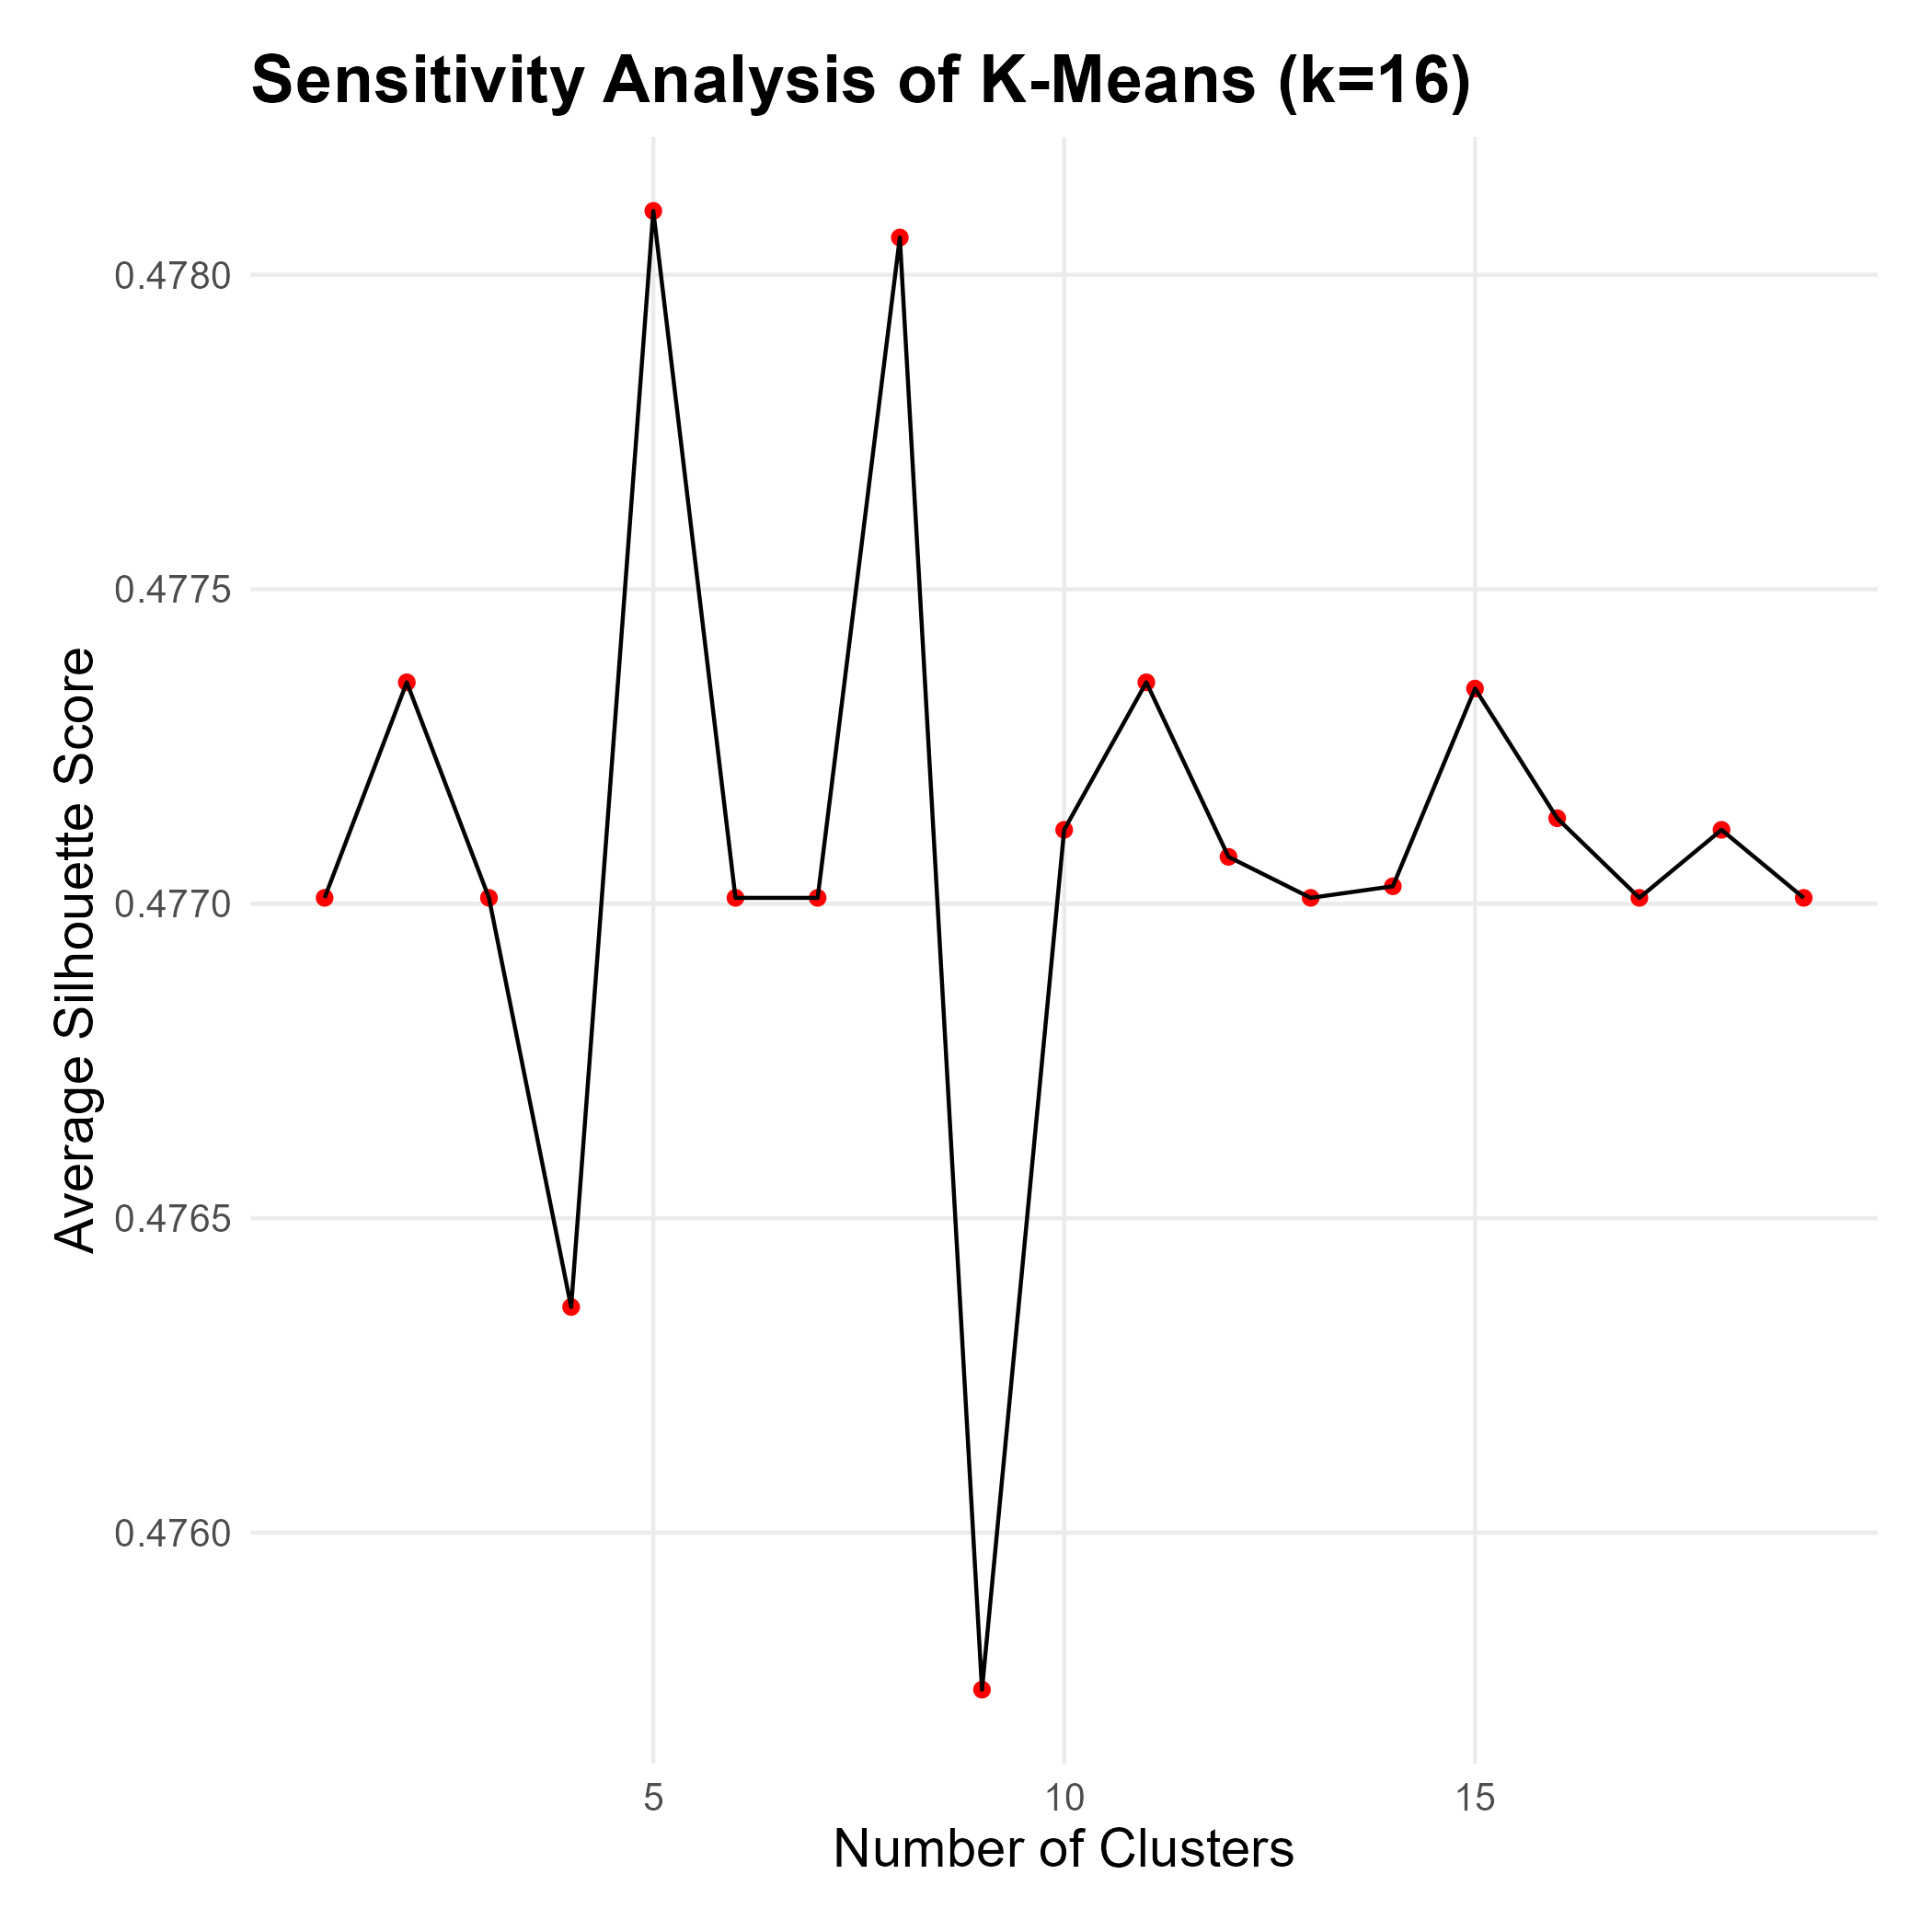 Sensitivity Analysis of K-Means (k=16)
Average Silhouette Score
0.4780
0.4775
0.4770
0.4765
0.4760
5 10 15
Number of Clusters